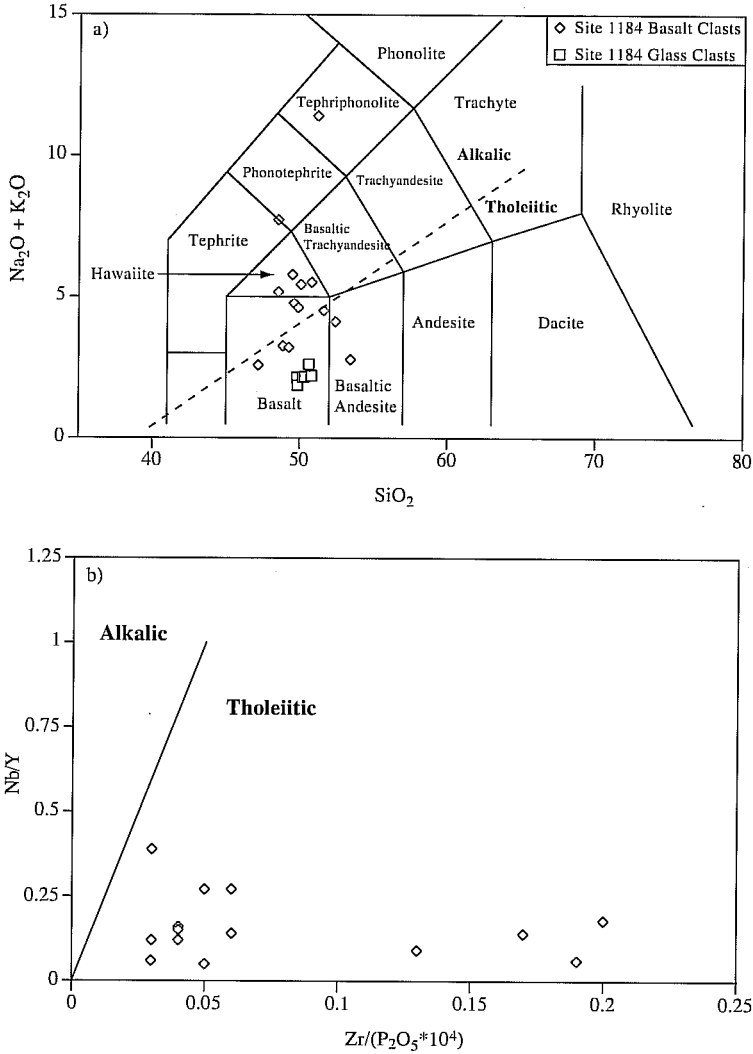 15
a)
Site 1184 Basalt Clasts
Site 1184 Glass Clasts
Phonolite
Tephriphonolite
Trachyte
10
Alkalic
Phonotephrite
Trachyandesite
Tholeiitic
Rhyolite
Tephrite
Basaltic
Trachyandesite
Hawaiite
5
Andesite
Dacite
Basalt
Basaltic
Andesite
0
Na₂O + K₂O
40
50
60
70
80
SiO₂
1.25
b)
Alkalic
1
Tholeiitic
0.75
Nb/Y
0.5
0.25
0
0
0.05
0.1
0.15
0.2
0.25
Zr/(P₂O₅*10⁴)